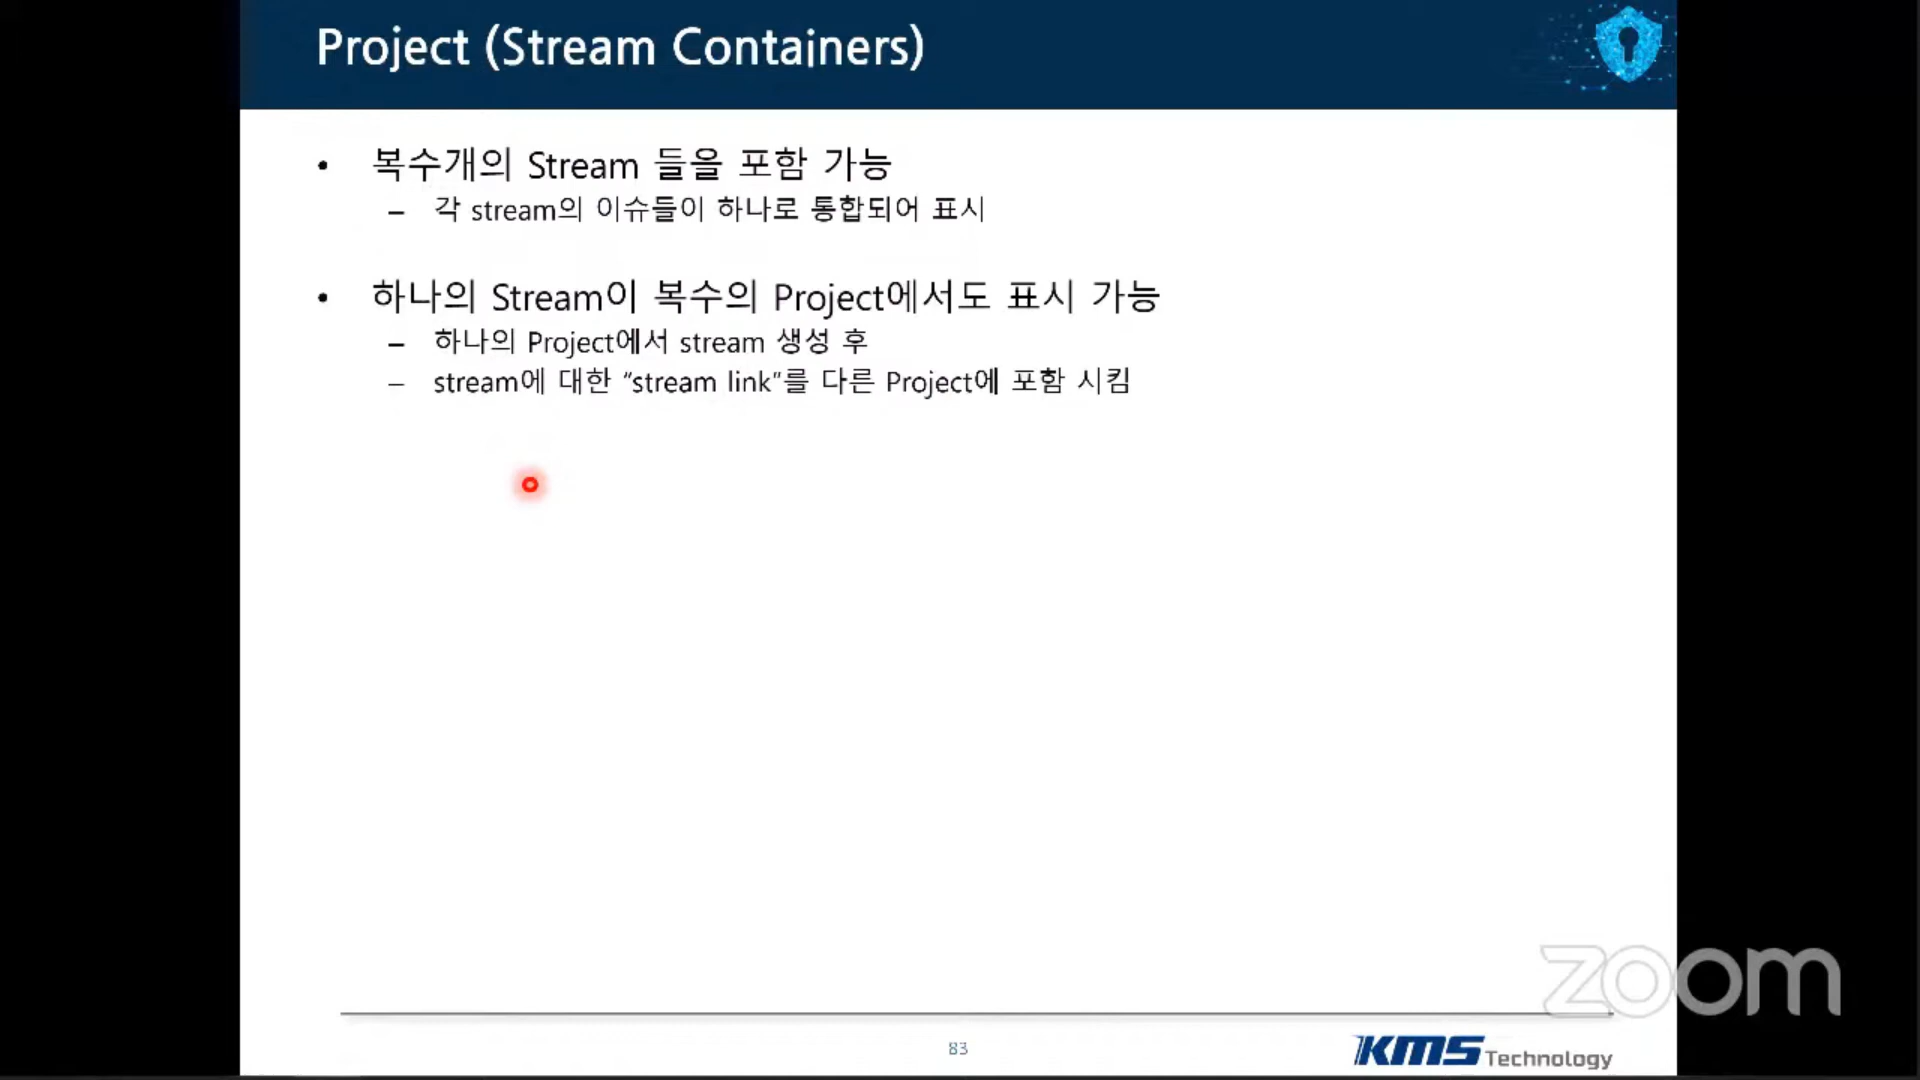 Project (Stream Containers)
• 복수개의 Stream 들을 포함 가능
– 각 stream의 이슈들이 하나로 통합되어 표시
• 하나의 Stream이 복수의 Project에서도 표시 가능
– 하나의 Project에서 stream 생성 후
– stream에 대한 “stream link”를 다른 Project에 포함 시킴
zoom
83
KMS Technology